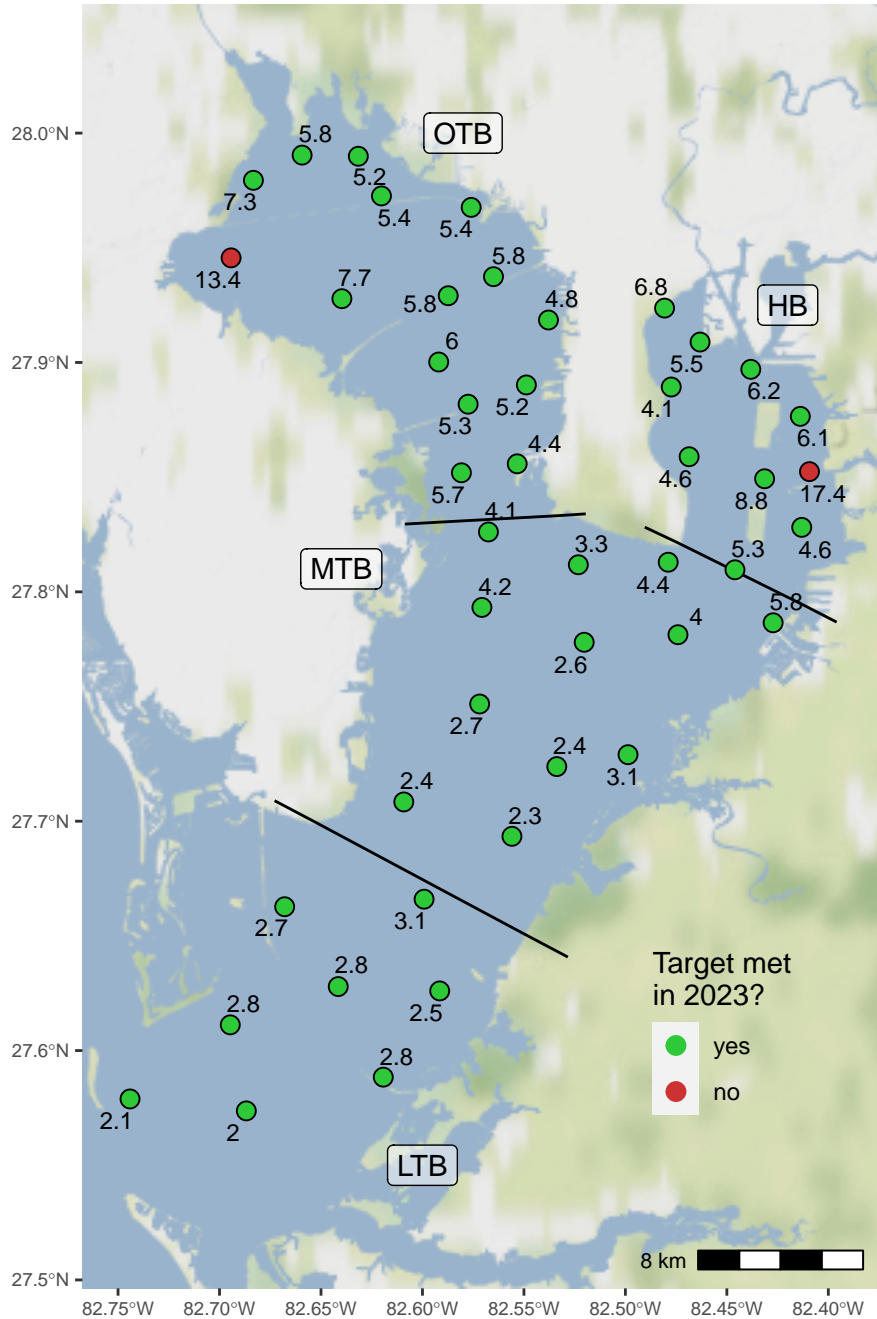 28.0°N
27.9°N
27.8°N
27.7°N
27.6°N
27.5°N
OTB
5.8
5.2
7.3
5.4
5.4
13.4
7.7
5.8
5.8
4.8
6
5.2
5.3
4.4
5.7
HB
6.8
5.5
6.2
4.1
6.1
4.6
8.8
17.4
4.6
5.3
5.8
MTB
4.1
3.3
4.4
4.2
4
2.6
2.7
2.4
3.1
2.4
2.3
3.1
2.7
2.8
2.5
2.8
2.8
2.1
2
LTB
Target met
in 2023?
yes
no
8 km
82.75°W 82.70°W 82.65°W 82.60°W 82.55°W 82.50°W 82.45°W 82.40°W